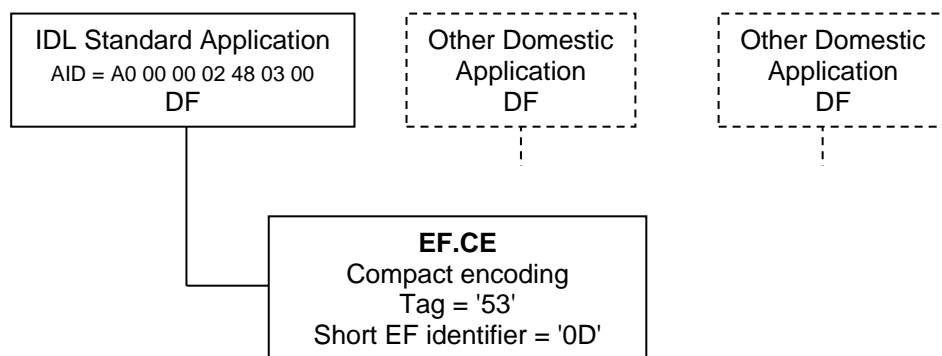 IDL Standard Application
AID = A0 00 00 02 48 03 00
DF
Other Domestic
Application
DF
Other Domestic
Application
DF
EF.CE
Compact encoding
Tag = '53'
Short EF identifier = '0D'